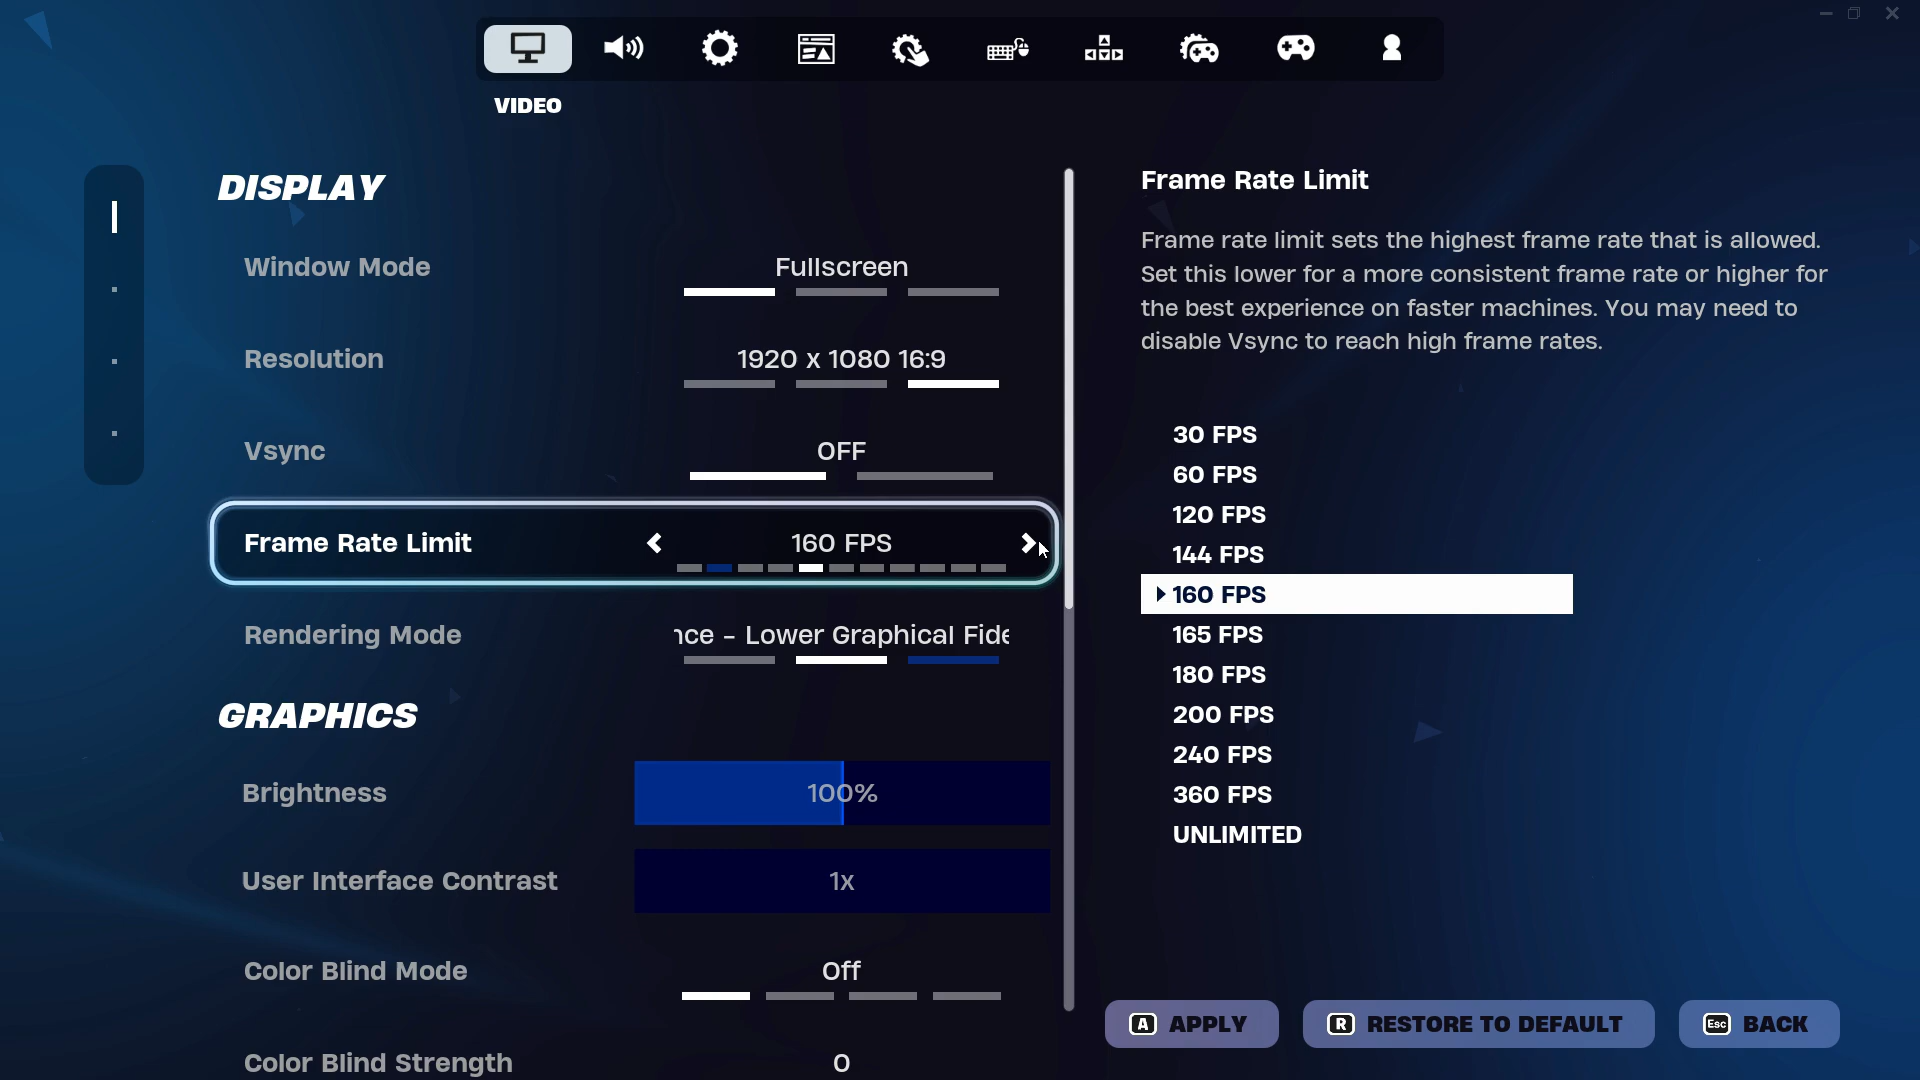 VIDEO
DISPLAY
Window Mode
Fullscreen
Resolution
1920 x 1080 16:9
Vsync
OFF
Frame Rate Limit
160 FPS
Rendering Mode
nce - Lower Graphical Fide
GRAPHICS
Brightness
100%
User Interface Contrast
1x
Color Blind Mode
Off
Color Blind Strength
0
Frame Rate Limit
Frame rate limit sets the highest frame rate that is allowed.
Set this lower for a more consistent frame rate or higher for
the best experience on faster machines. You may need to
disable Vsync to reach high frame rates.
30 FPS
60 FPS
120 FPS
144 FPS
160 FPS
165 FPS
180 FPS
200 FPS
240 FPS
360 FPS
UNLIMITED
A APPLY
R RESTORE TO DEFAULT
Esc BACK